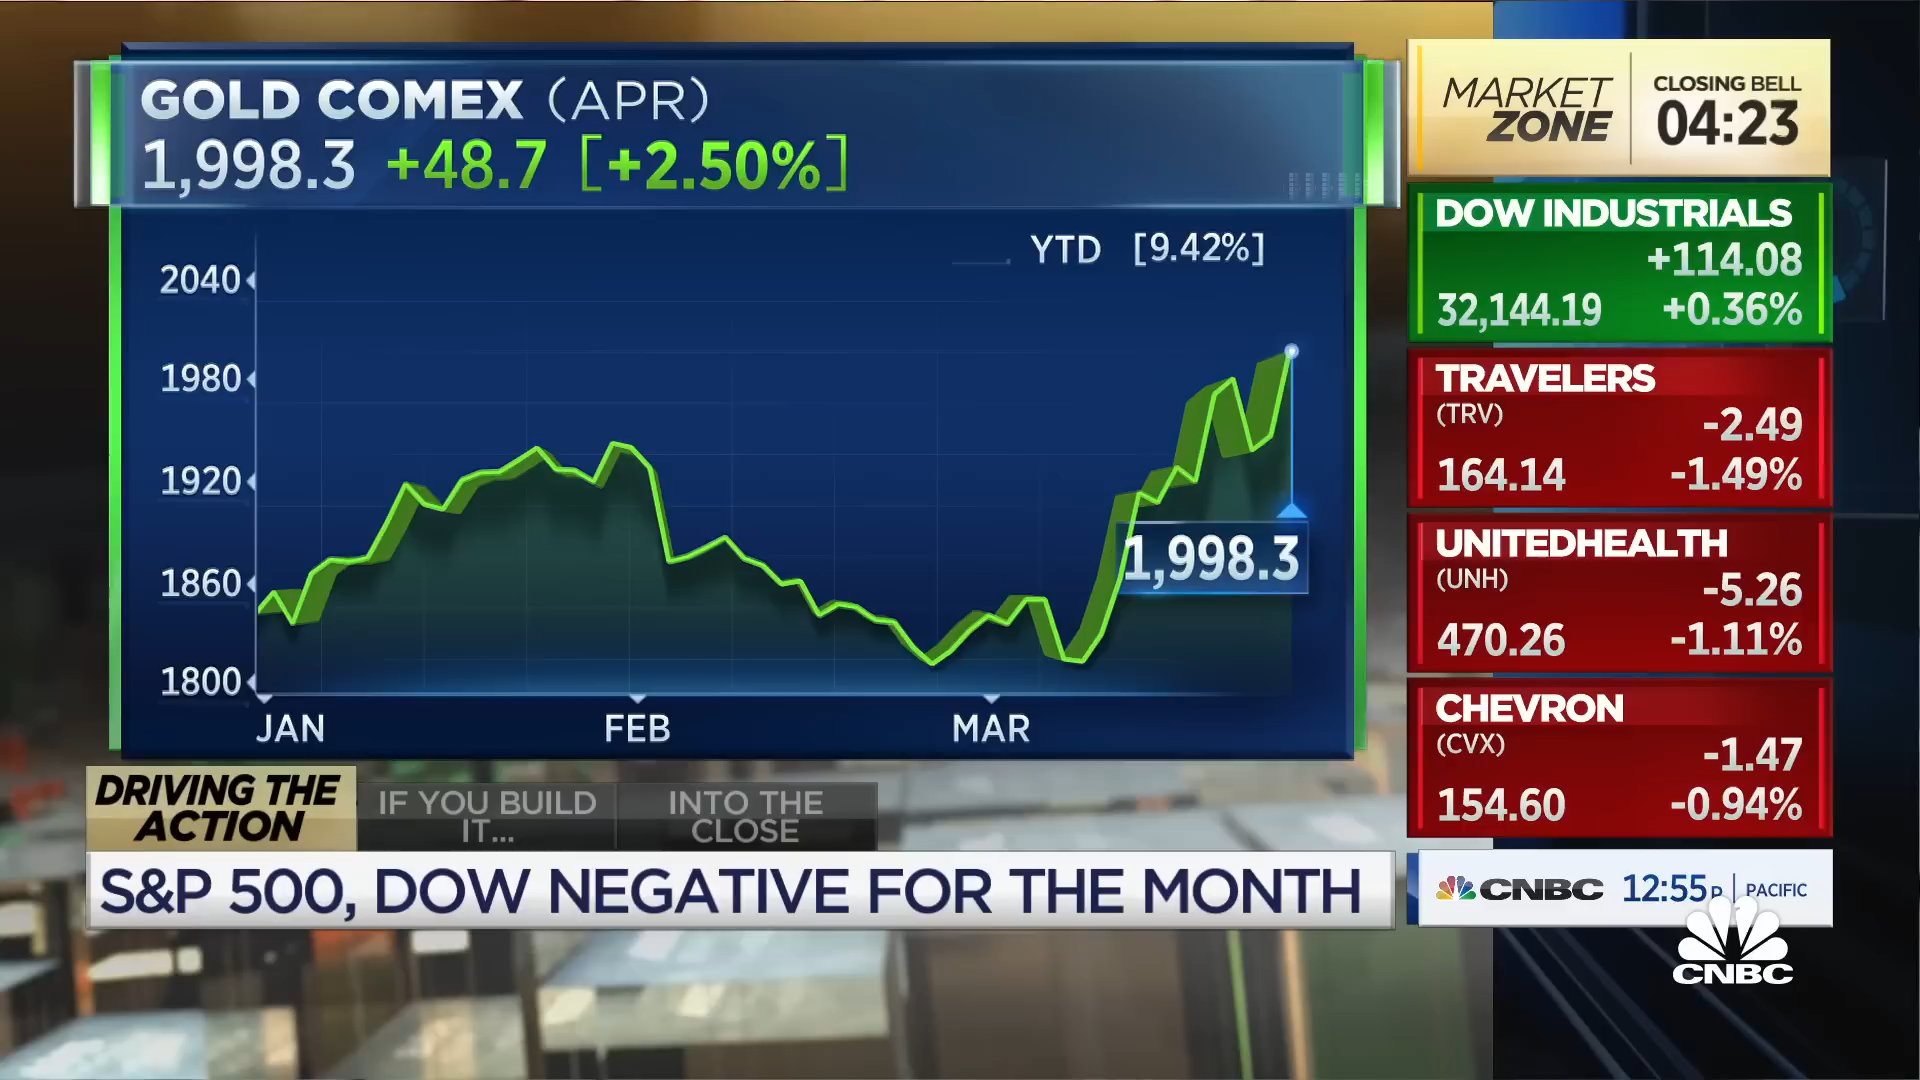 GOLD COMEX (APR)
1,998.3 +48.7 [+2.50%]
YTD [9.42%]
2040
1980
1920
1860
1800
1,998.3
JAN FEB MAR
DRIVING THE
ACTION
IF YOU BUILD
IT...
INTO THE
CLOSE
S&P 500, DOW NEGATIVE FOR THE MONTH
MARKET
ZONE
CLOSING BELL
04:23
DOW INDUSTRIALS
+114.08
32,144.19 +0.36%
TRAVELERS
(TRV) -2.49
164.14 -1.49%
UNITEDHEALTH
(UNH) -5.26
470.26 -1.11%
CHEVRON
(CVX) -1.47
154.60 -0.94%
CNBC 12:55P PACIFIC
CNBC